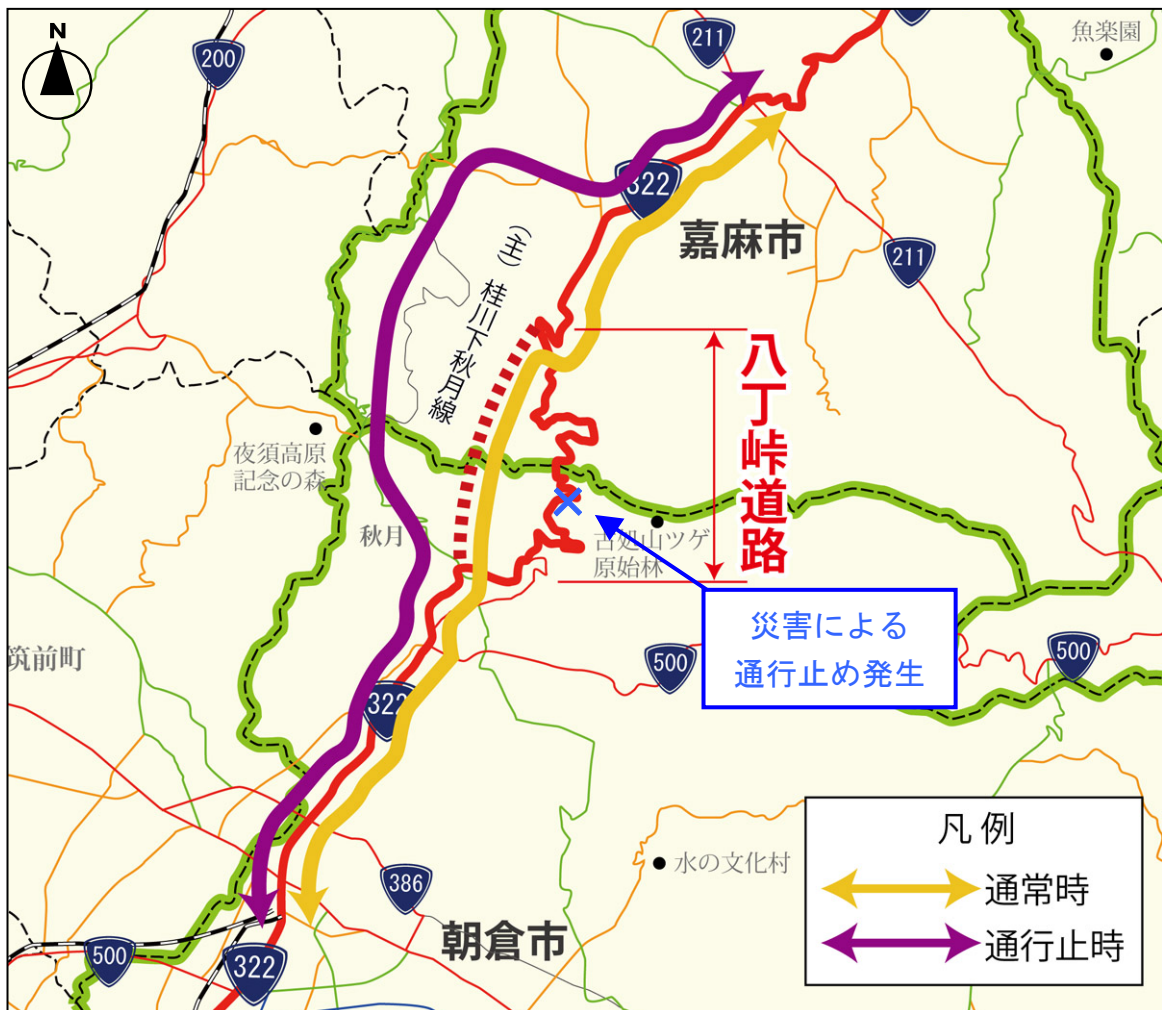 N
200
211
魚楽園
322
嘉麻市
211
(主)桂川下秋月線
八丁峠道路
夜須高原
記念の森
秋月
古処山ツゲ
原始林
災害による
通行止め発生
500
500
筑前町
322
凡例
通常時
通行止時
水の文化村
386
朝倉市
500
322